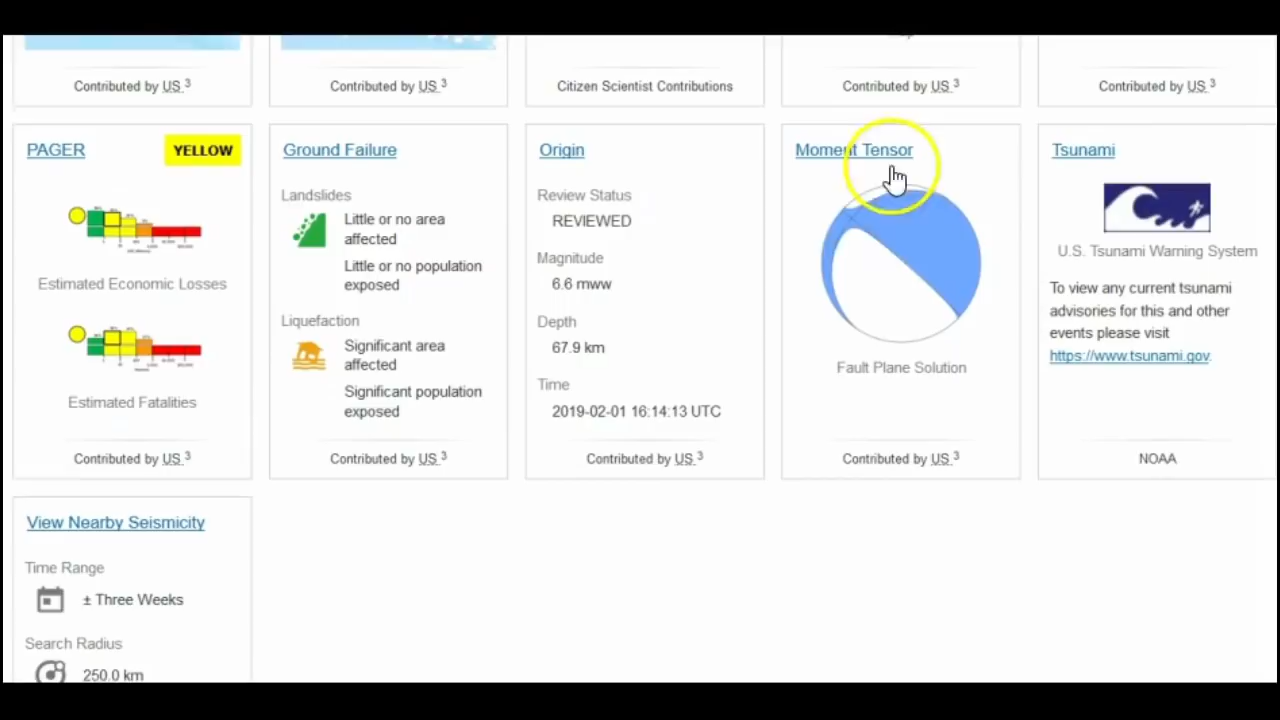 Contributed by US 3
Contributed by US 3
Citizen Scientist Contributions
Contributed by US 3
Contributed by US 3
PAGER
YELLOW
Estimated Economic Losses
Estimated Fatalities
Contributed by US 3
Ground Failure
Landslides
Little or no area
affected
Little or no population
exposed
Liquefaction
Significant area
affected
Significant population
exposed
Contributed by US 3
Origin
Review Status
REVIEWED
Magnitude
6.6 mww
Depth
67.9 km
Time
2019-02-01 16:14:13 UTC
Contributed by US 3
Moment Tensor
Fault Plane Solution
Contributed by US 3
Tsunami
U.S. Tsunami Warning System
To view any current tsunami
advisories for this and other
events please visit
https://www.tsunami.gov
NOAA
View Nearby Seismicity
Time Range
± Three Weeks
Search Radius
250.0 km